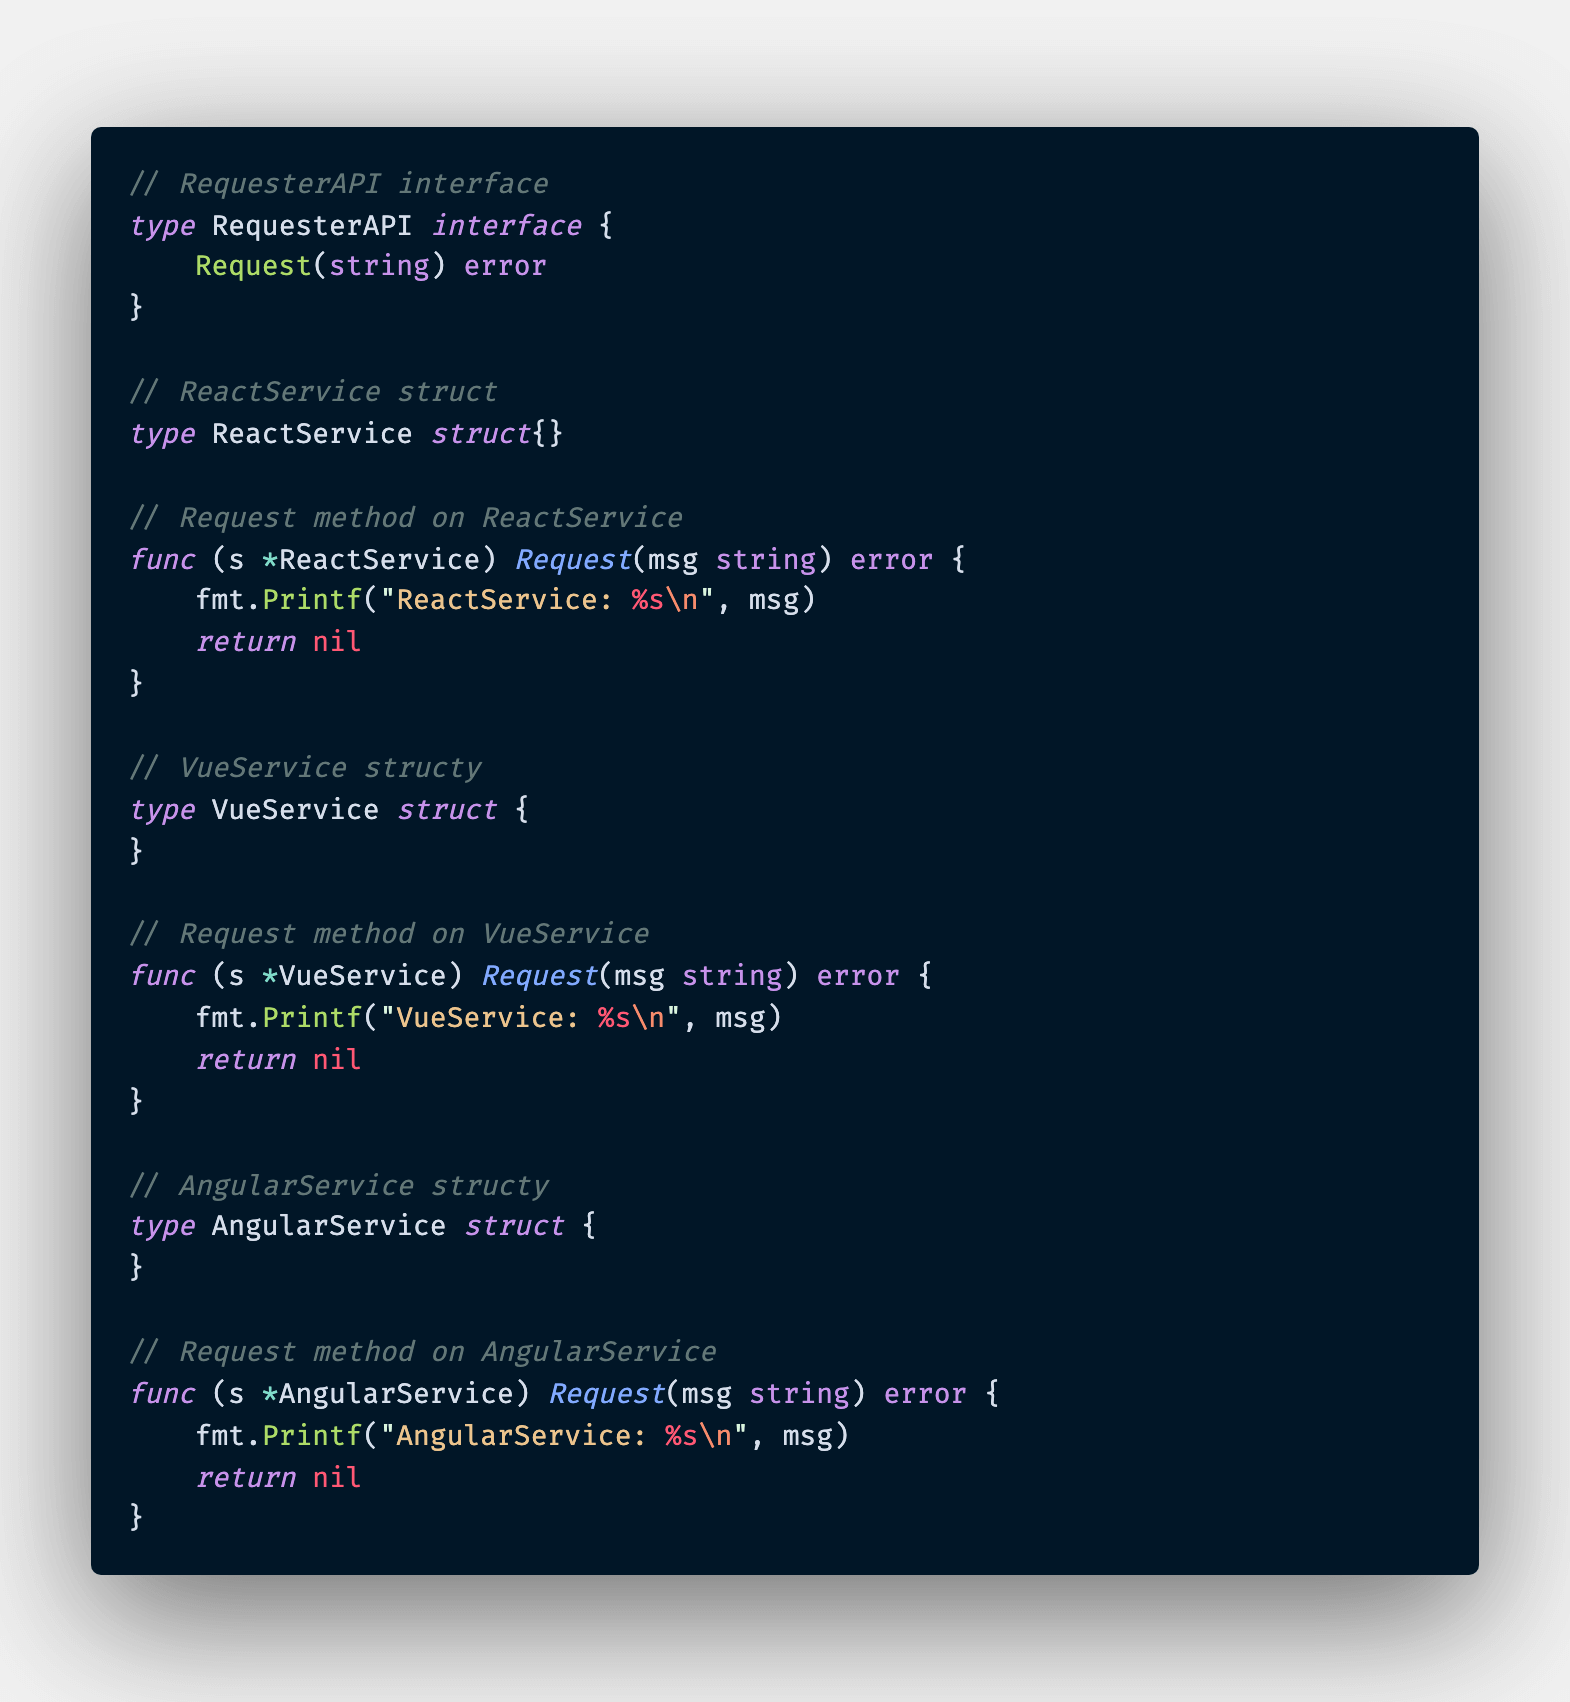 // RequesterAPI interface
type RequesterAPI interface {
    Request(string) error
}

// ReactService struct
type ReactService struct{}

// Request method on ReactService
func (s *ReactService) Request(msg string) error {
    fmt.Printf("ReactService: %s\n", msg)
    return nil
}

// VueService structy
type VueService struct {
}

// Request method on VueService
func (s *VueService) Request(msg string) error {
    fmt.Printf("VueService: %s\n", msg)
    return nil
}

// AngularService structy
type AngularService struct {
}

// Request method on AngularService
func (s *AngularService) Request(msg string) error {
    fmt.Printf("AngularService: %s\n", msg)
    return nil
}